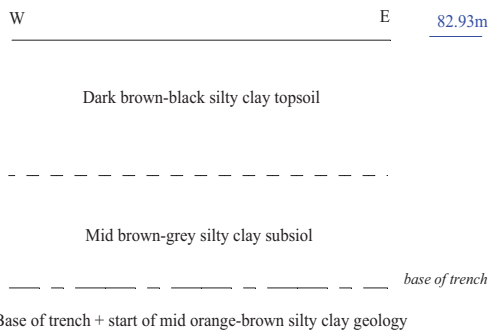 W E 82.93m
Dark brown-black silty clay topsoil
Mid brown-grey silty clay subsiol
base of trench
Base of trench + start of mid orange-brown silty clay geology